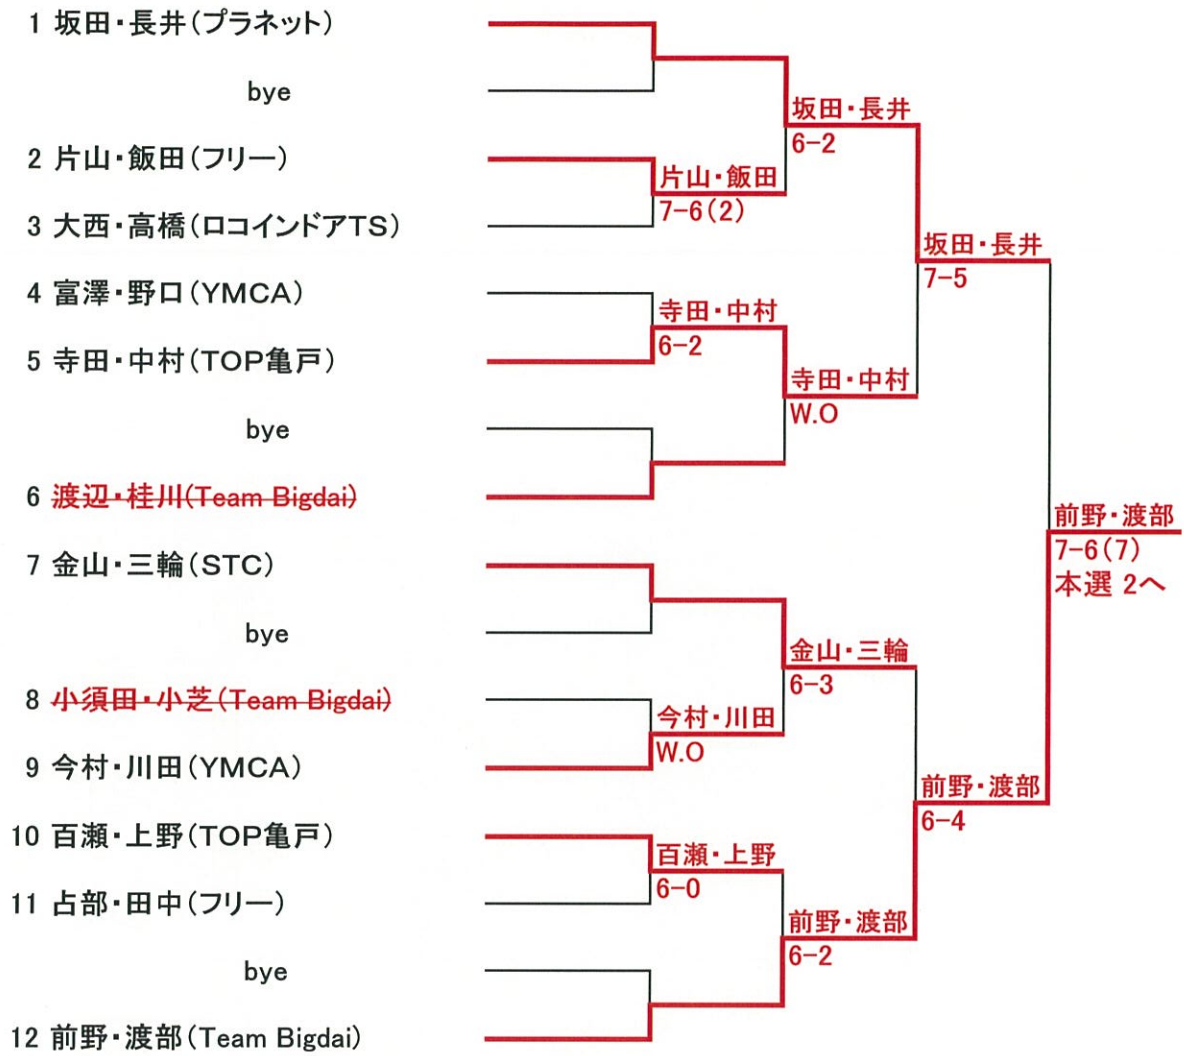 1 坂田・長井(プラネット)
bye
坂田・長井
6-2
2 片山・飯田(フリー)
片山・飯田
7-6(2)
3 大西・高橋(ロコインドアTS)
坂田・長井
7-5
4 富澤・野口(YMCA)
寺田・中村
6-2
5 寺田・中村(TOP亀戸)
寺田・中村
W.O
bye
6 渡辺・桂川(Team Bigdai)
前野・渡部
7-6(7)
本選 2へ
7 金山・三輪(STC)
bye
金山・三輪
6-3
8 小須田・小芝(Team Bigdai)
今村・川田
W.O
9 今村・川田(YMCA)
前野・渡部
6-4
10 百瀬・上野(TOP亀戸)
百瀬・上野
6-0
11 占部・田中(フリー)
前野・渡部
6-2
bye
12 前野・渡部(Team Bigdai)